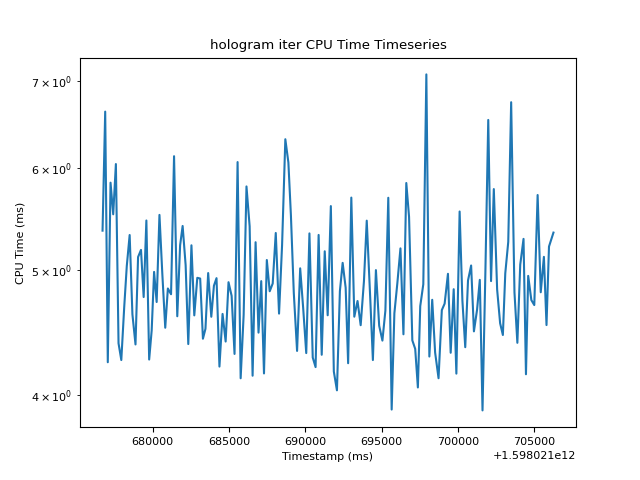 hologram iter CPU Time Timeseries
CPU Time (ms)
7 × 10⁰
6 × 10⁰
5 × 10⁰
4 × 10⁰
680000 685000 690000 695000 700000 705000
Timestamp (ms)
+1.598021e12